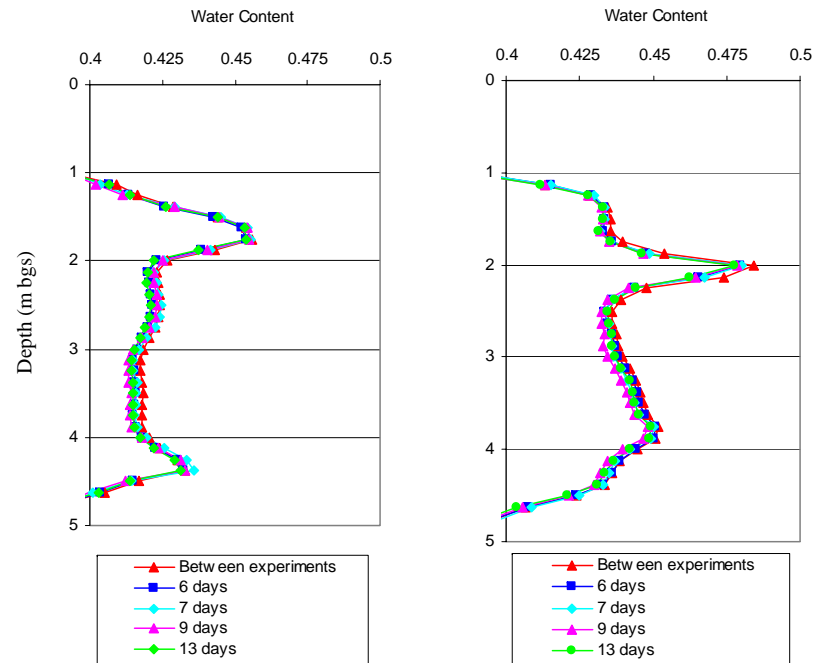 Water Content
0.4 0.425 0.45 0.475 0.5
0
1
2
3
4
5
Depth (m bgs)
Betw een experiments
6 days
7 days
9 days
13 days
Water Content
0.4 0.425 0.45 0.475 0.5
0
1
2
3
4
5
Betw een experiments
6 days
7 days
9 days
13 days